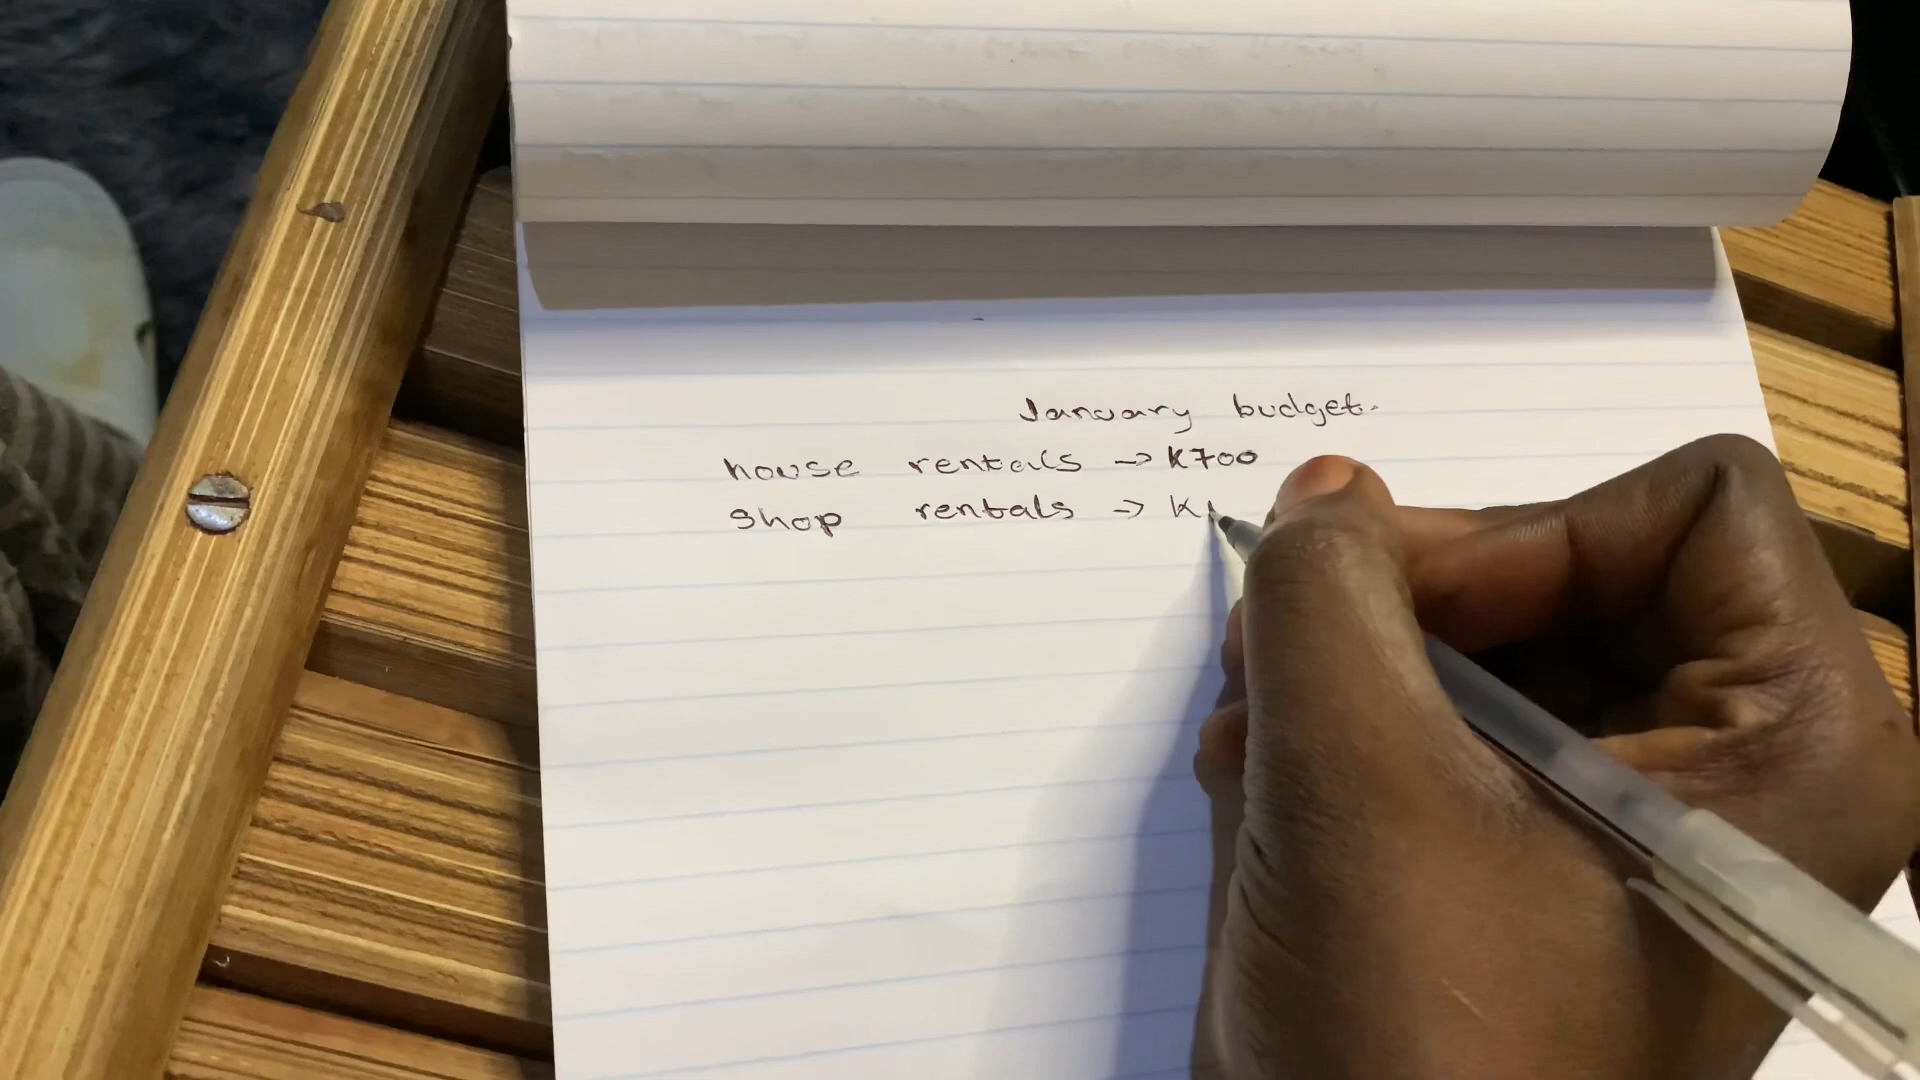 January budget.
house rentals → K700
shop rentals → K